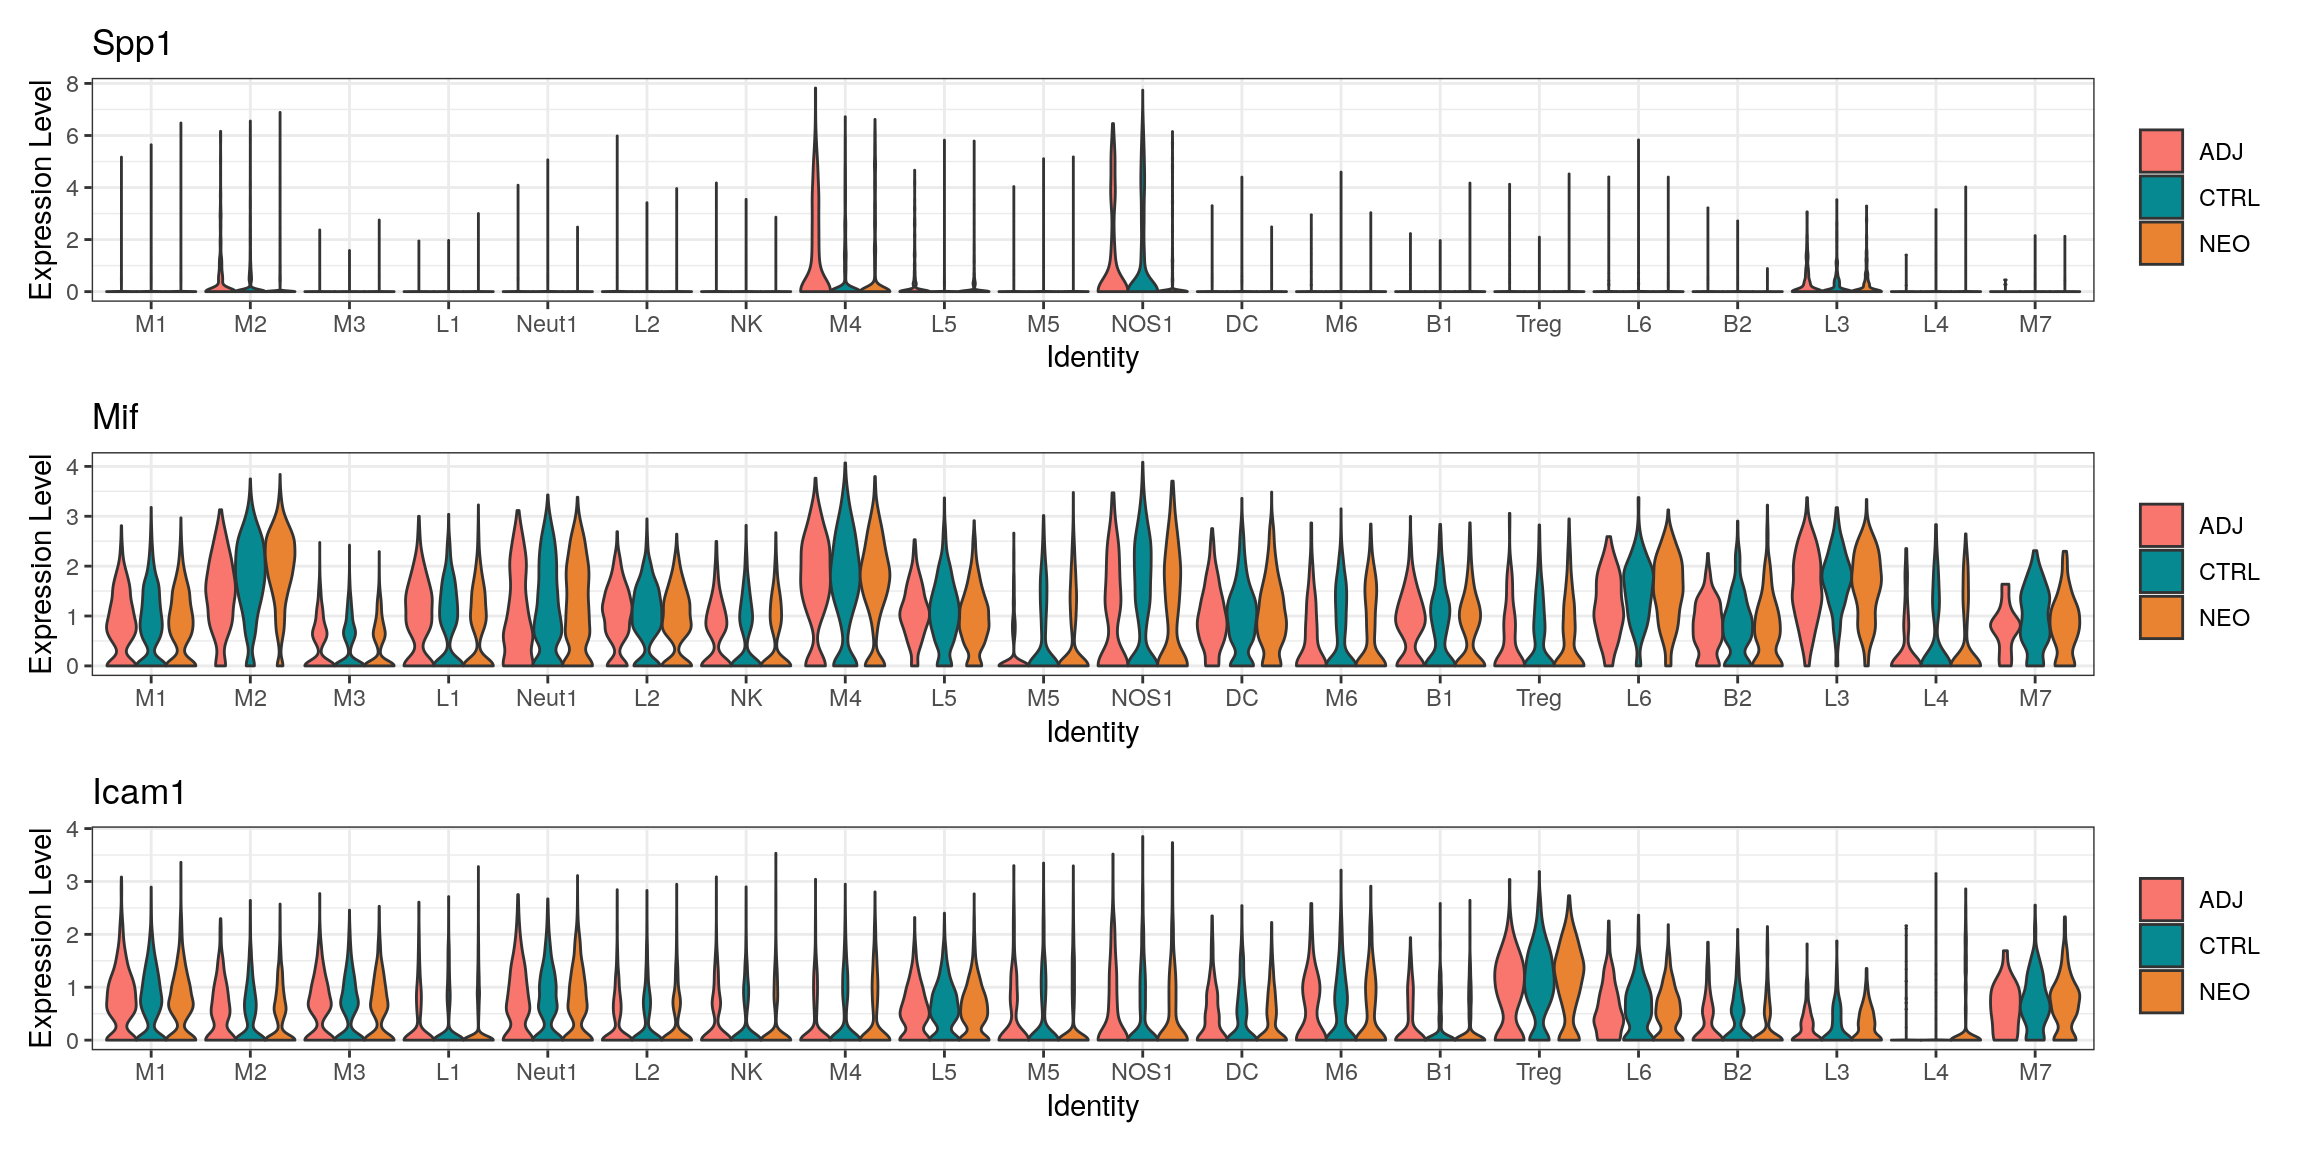 Spp1
Expression Level
8
6
4
2
0
M1 M2 M3 L1 Neut1 L2 NK M4 L5 M5 NOS1 DC M6 B1 Treg L6 B2 L3 L4 M7
Identity
ADJ
CTRL
NEO
Mif
Expression Level
4
3
2
1
0
M1 M2 M3 L1 Neut1 L2 NK M4 L5 M5 NOS1 DC M6 B1 Treg L6 B2 L3 L4 M7
Identity
ADJ
CTRL
NEO
Icam1
Expression Level
4
3
2
1
0
M1 M2 M3 L1 Neut1 L2 NK M4 L5 M5 NOS1 DC M6 B1 Treg L6 B2 L3 L4 M7
Identity
ADJ
CTRL
NEO